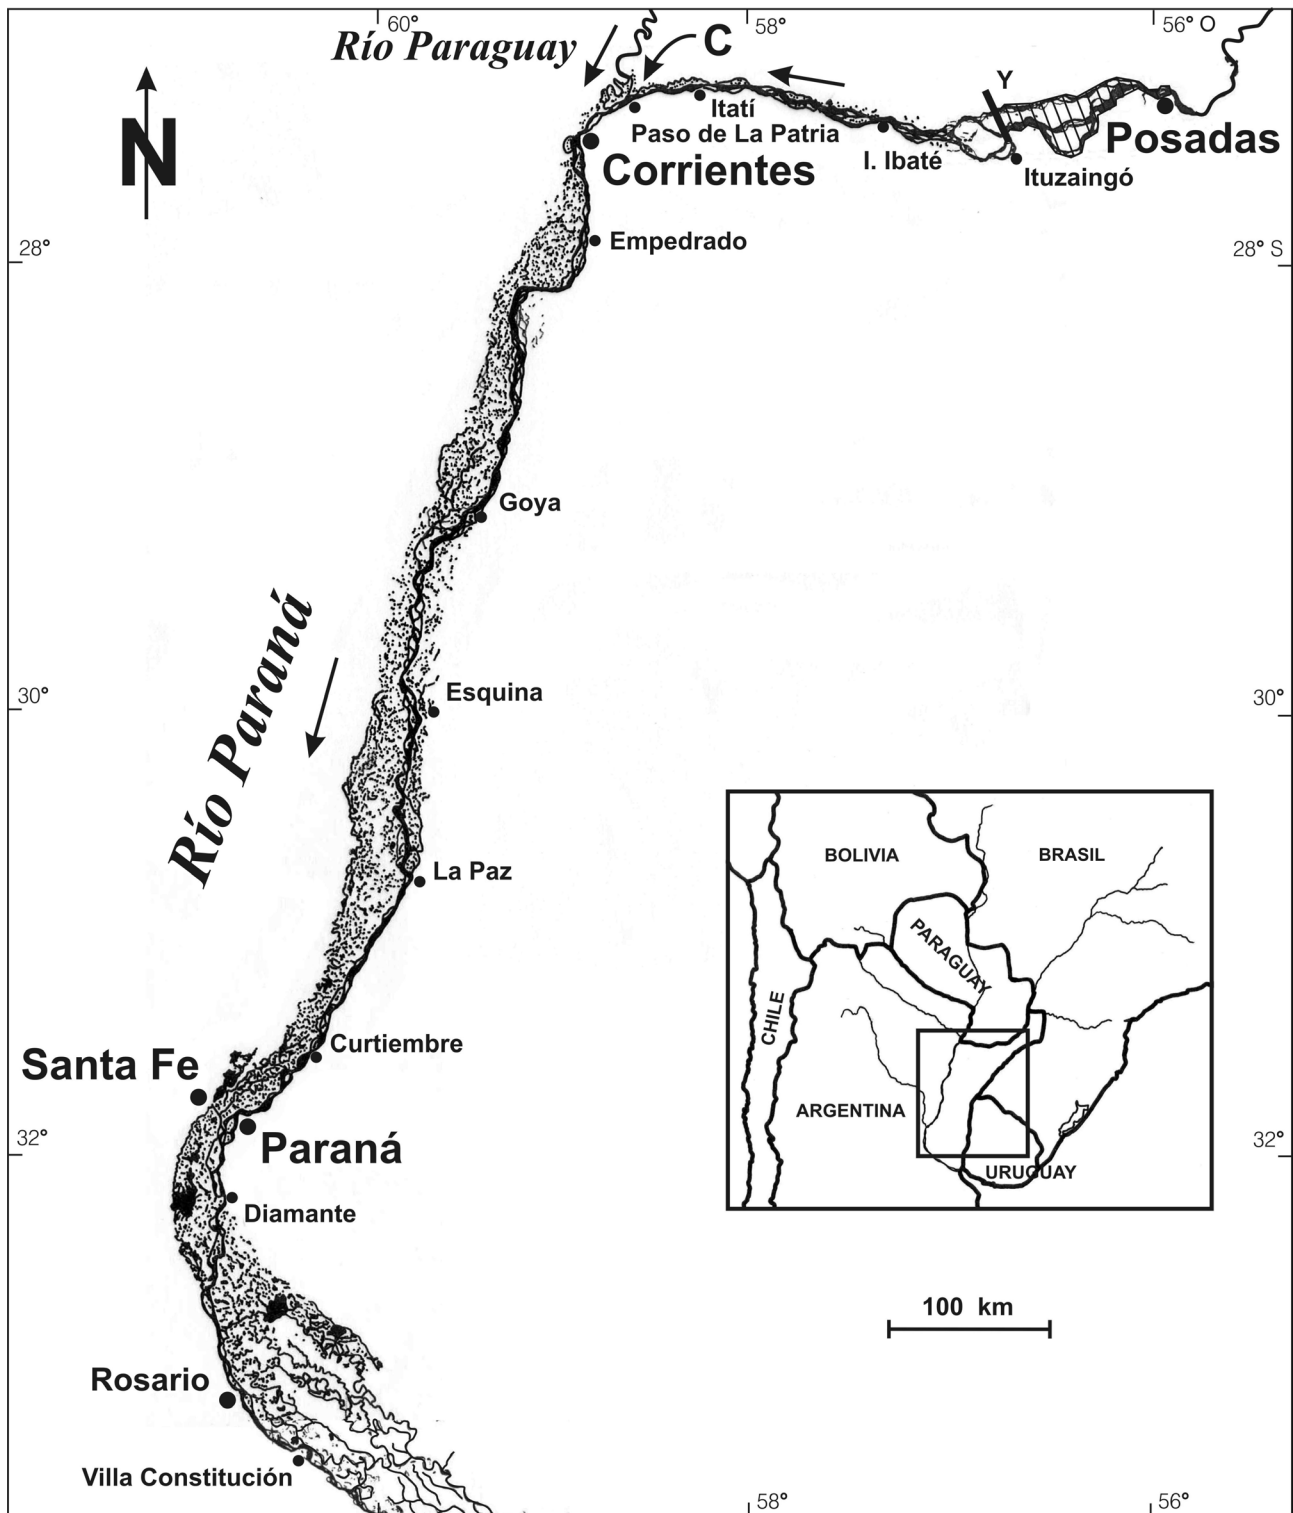 60°
58°
56° O
Río Paraguay
C
Y
N
Itatí
Paso de La Patria
Posadas
I. Ibaté
Corrientes
Ituzaingó
28°
Empedrado
28° S
Goya
Río Paraná
30°
Esquina
30°
BOLIVIA
BRASIL
La Paz
PARAGUAY
CHILE
Curtiembre
Santa Fe
ARGENTINA
32°
Paraná
32°
URUGUAY
Diamante
100 km
Rosario
Villa Constitución
58°
56°